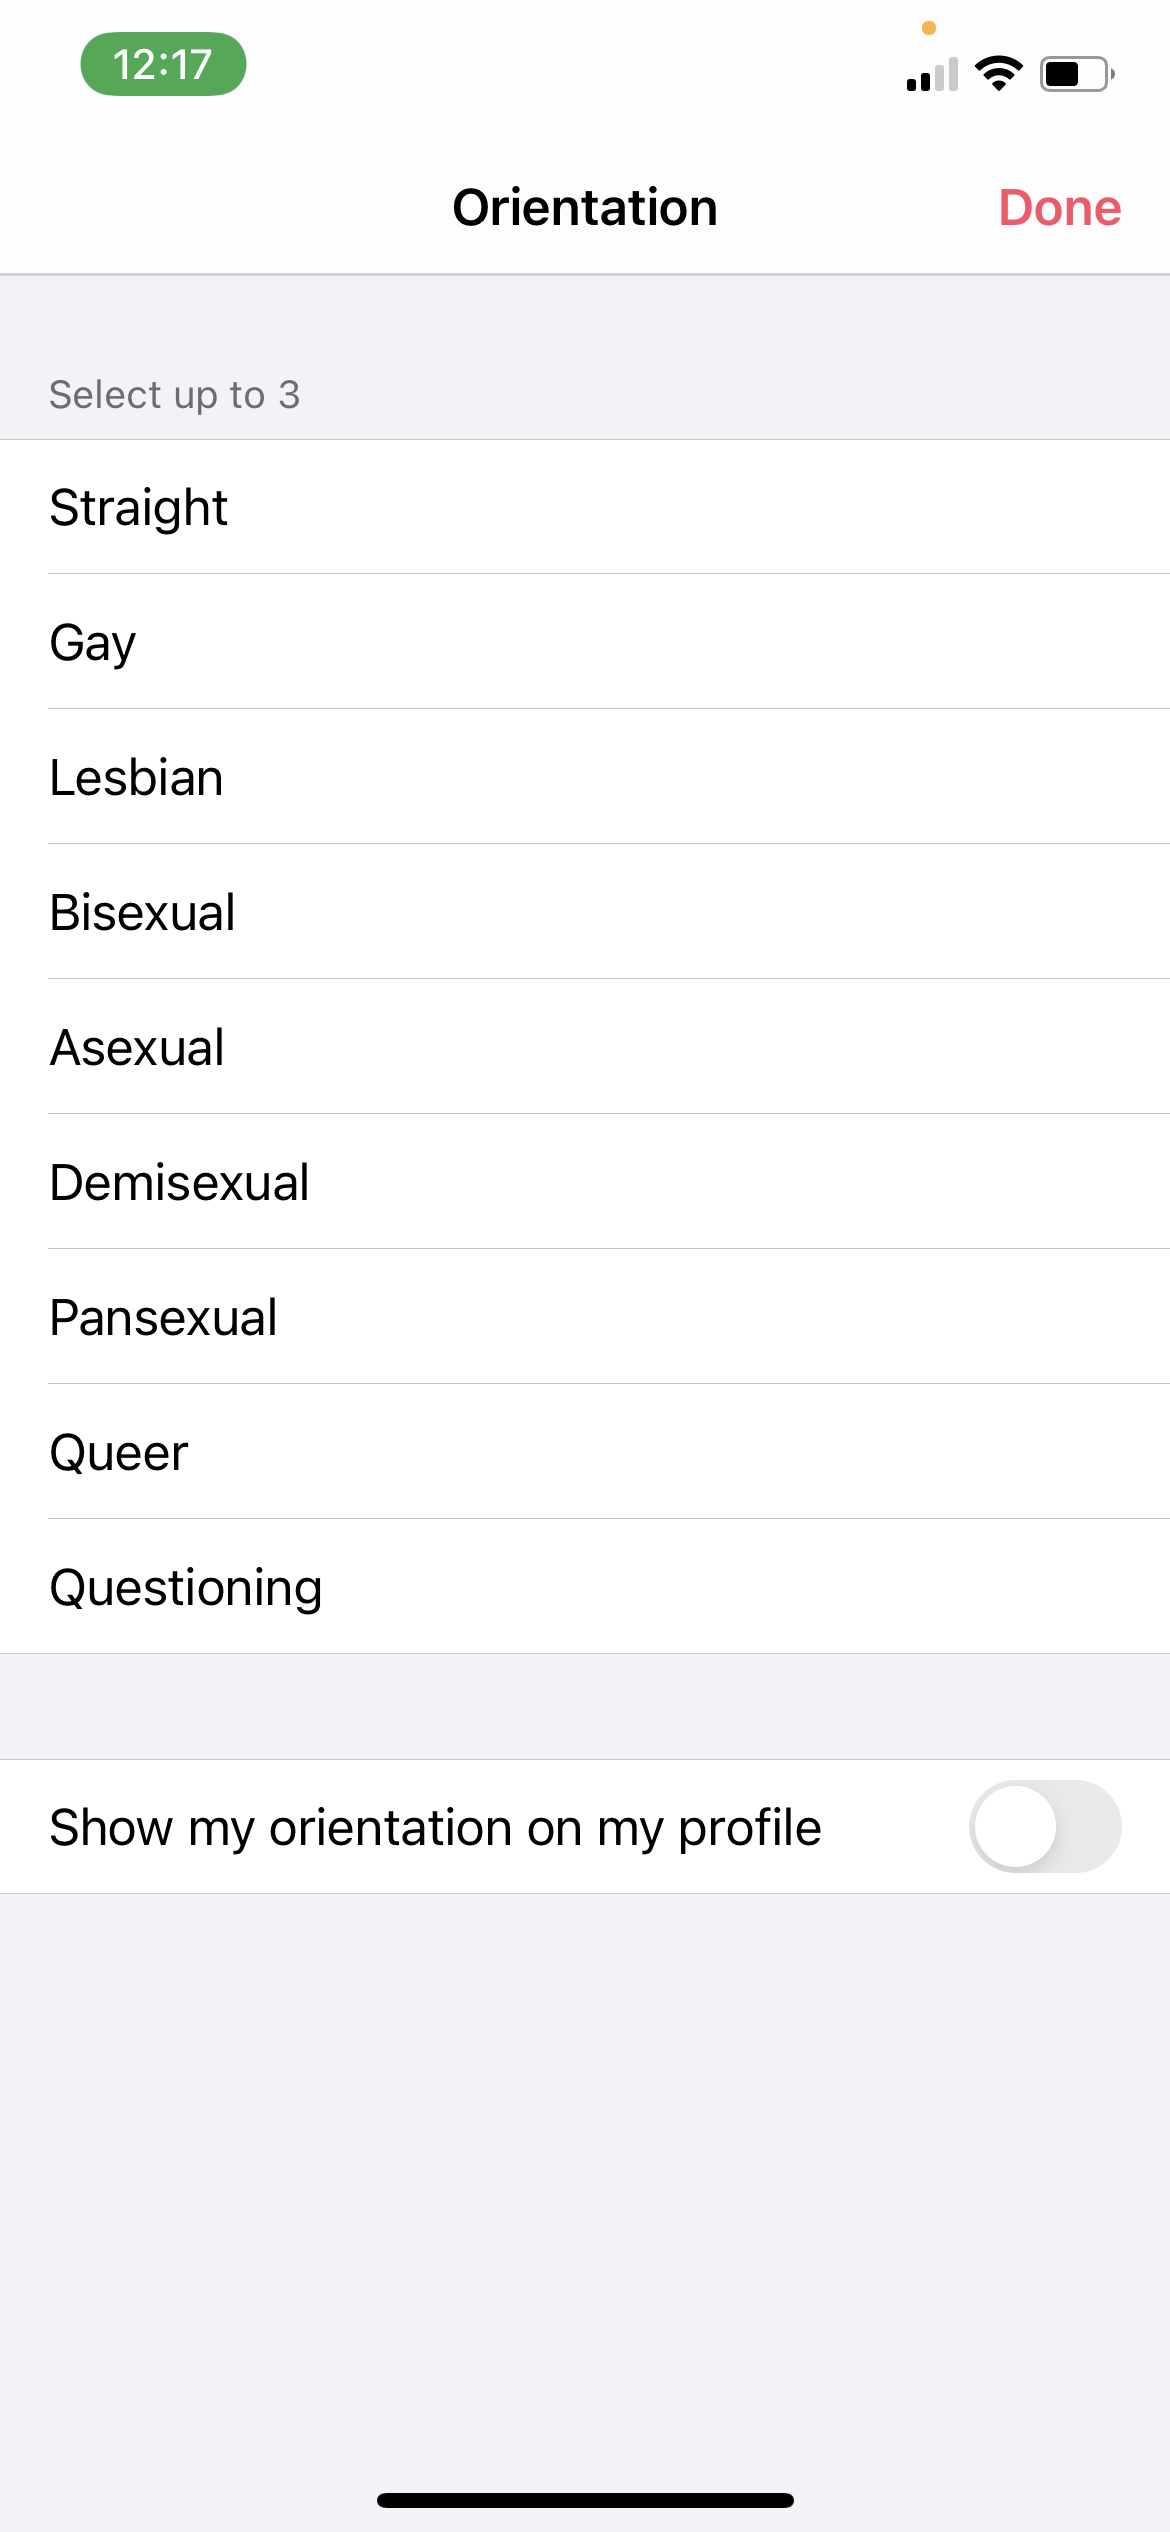 12:17
Orientation
Done
Select up to 3
Straight
Gay
Lesbian
Bisexual
Asexual
Demisexual
Pansexual
Queer
Questioning
Show my orientation on my profile